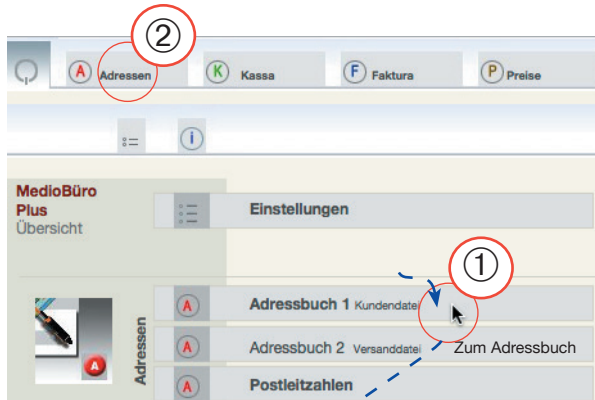 ②
A Adressen K Kassa F Faktura P Preise
i
MedioBüro
Plus
Übersicht
Einstellungen
①
Adressen
A Adressbuch 1 Kundendatei
A Adressbuch 2 Versanddatei Zum Adressbuch
A Postleitzahlen
A